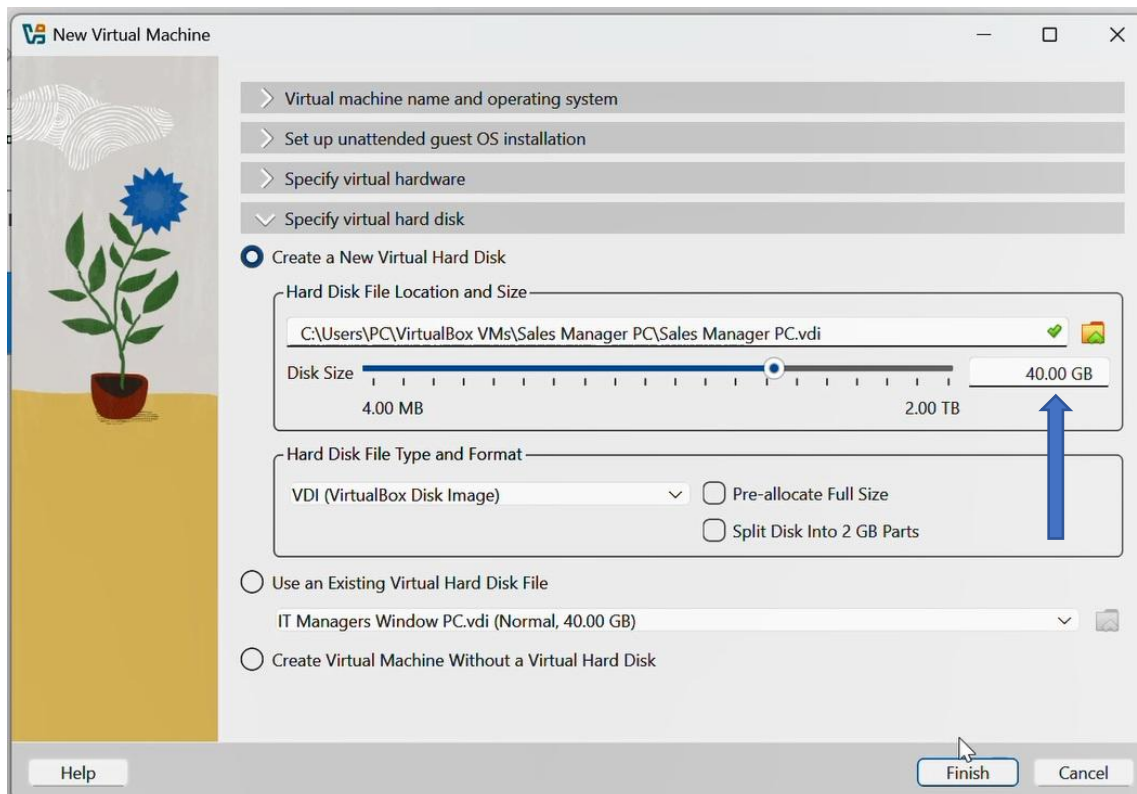 New Virtual Machine
Virtual machine name and operating system
Set up unattended guest OS installation
Specify virtual hardware
Specify virtual hard disk
Create a New Virtual Hard Disk
Hard Disk File Location and Size
C:\Users\PC\VirtualBox VMs\Sales Manager PC\Sales Manager PC.vdi
Disk Size 40.00 GB
4.00 MB 2.00 TB
Hard Disk File Type and Format
VDI (VirtualBox Disk Image) Pre-allocate Full Size
Split Disk Into 2 GB Parts
Use an Existing Virtual Hard Disk File
IT Managers Window PC.vdi (Normal, 40.00 GB)
Create Virtual Machine Without a Virtual Hard Disk
Help Finish Cancel